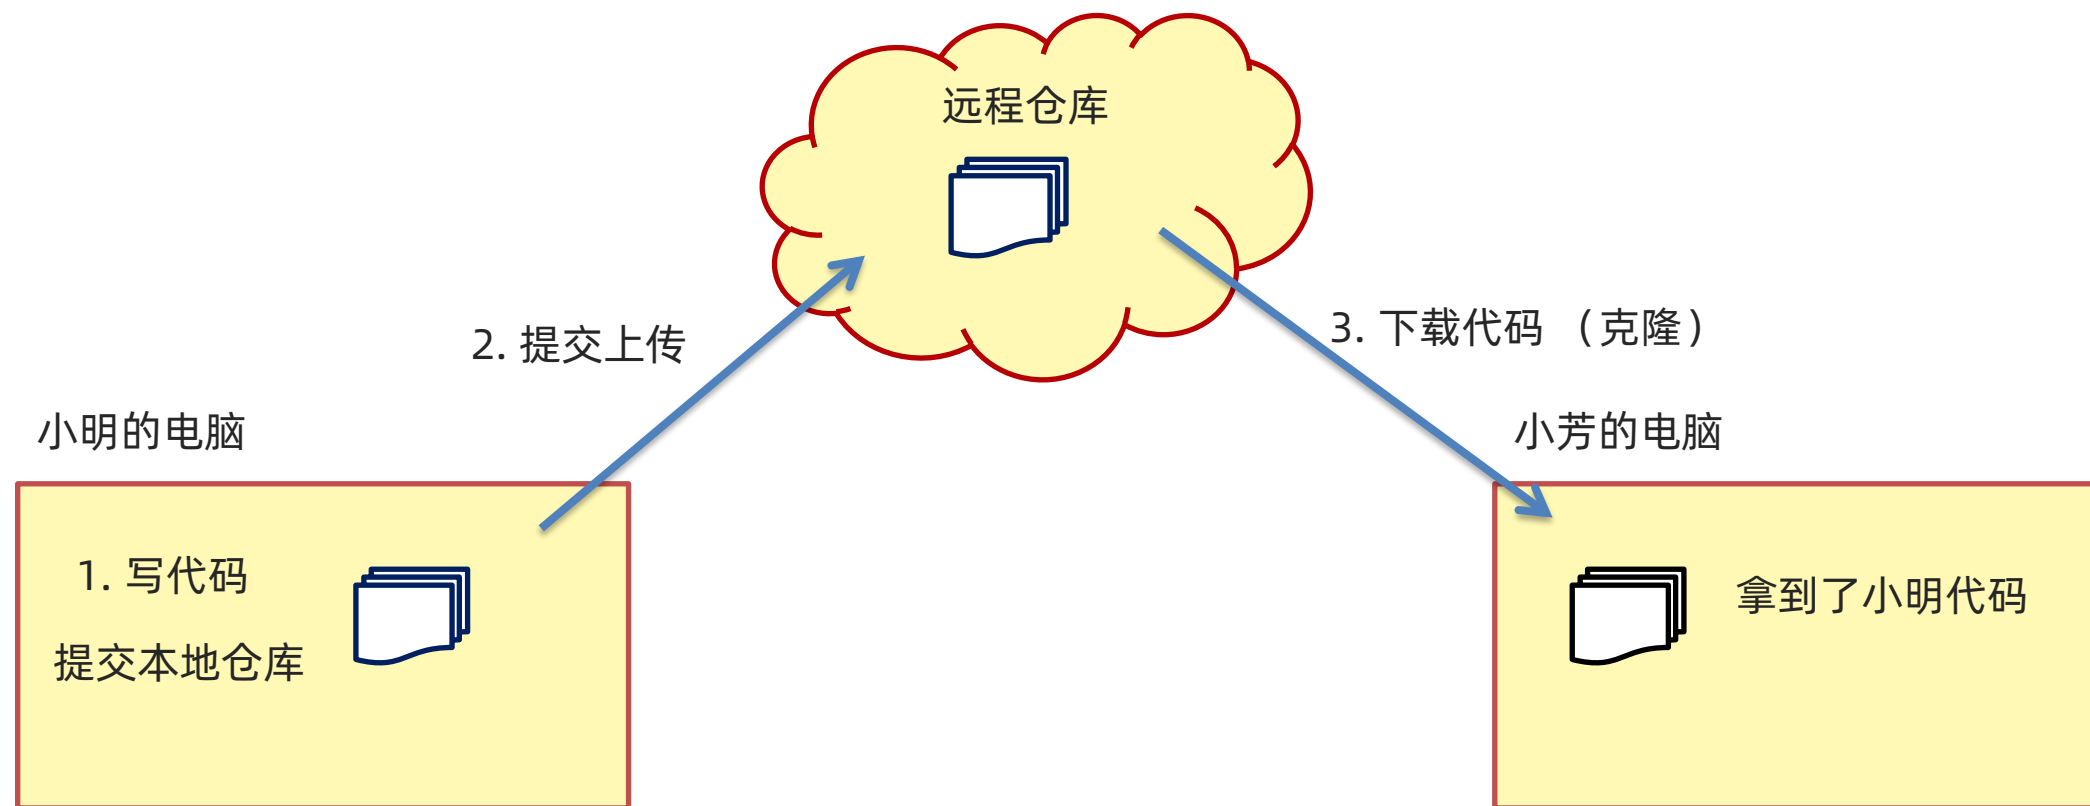 远程仓库
2. 提交上传
3. 下载代码 （克隆）
小明的电脑
小芳的电脑
1. 写代码
提交本地仓库
拿到了小明代码